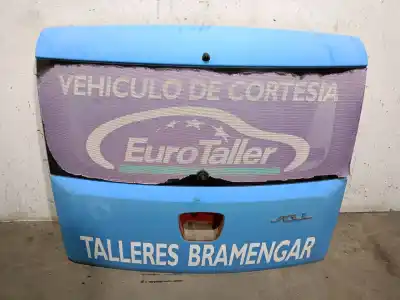 VEHICULO DE CORTESIA
EuroTaller
TALLERES BRAMENGAR